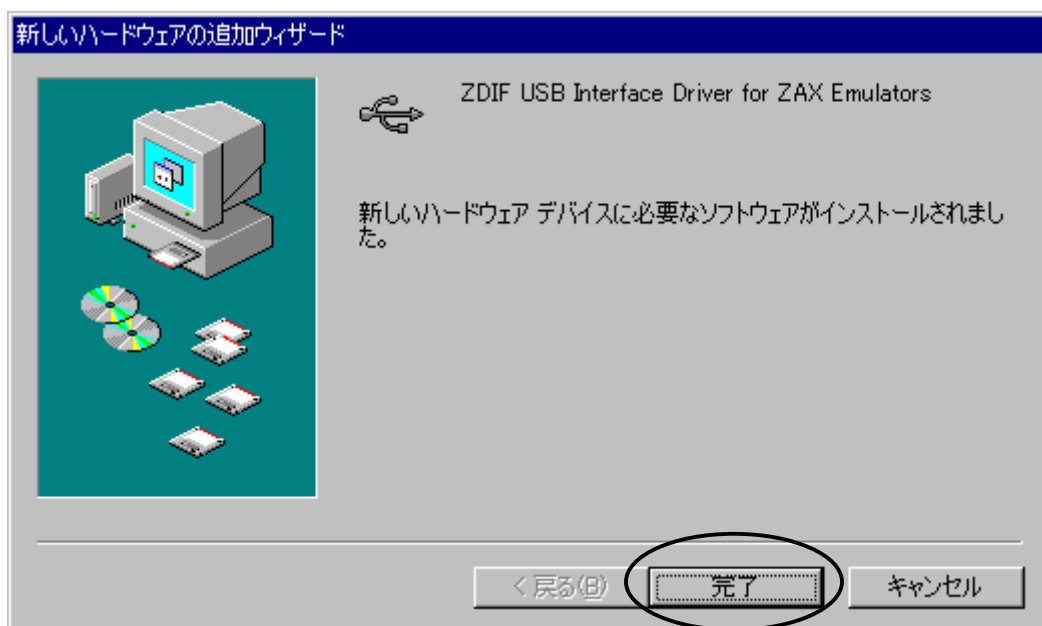 新しいハードウェアの追加ウィザード
ZDIF USB Interface Driver for ZAX Emulators
新しいハードウェア デバイスに必要なソフトウェアがインストールされまし
た。
< 戻る(B)
完了
キャンセル